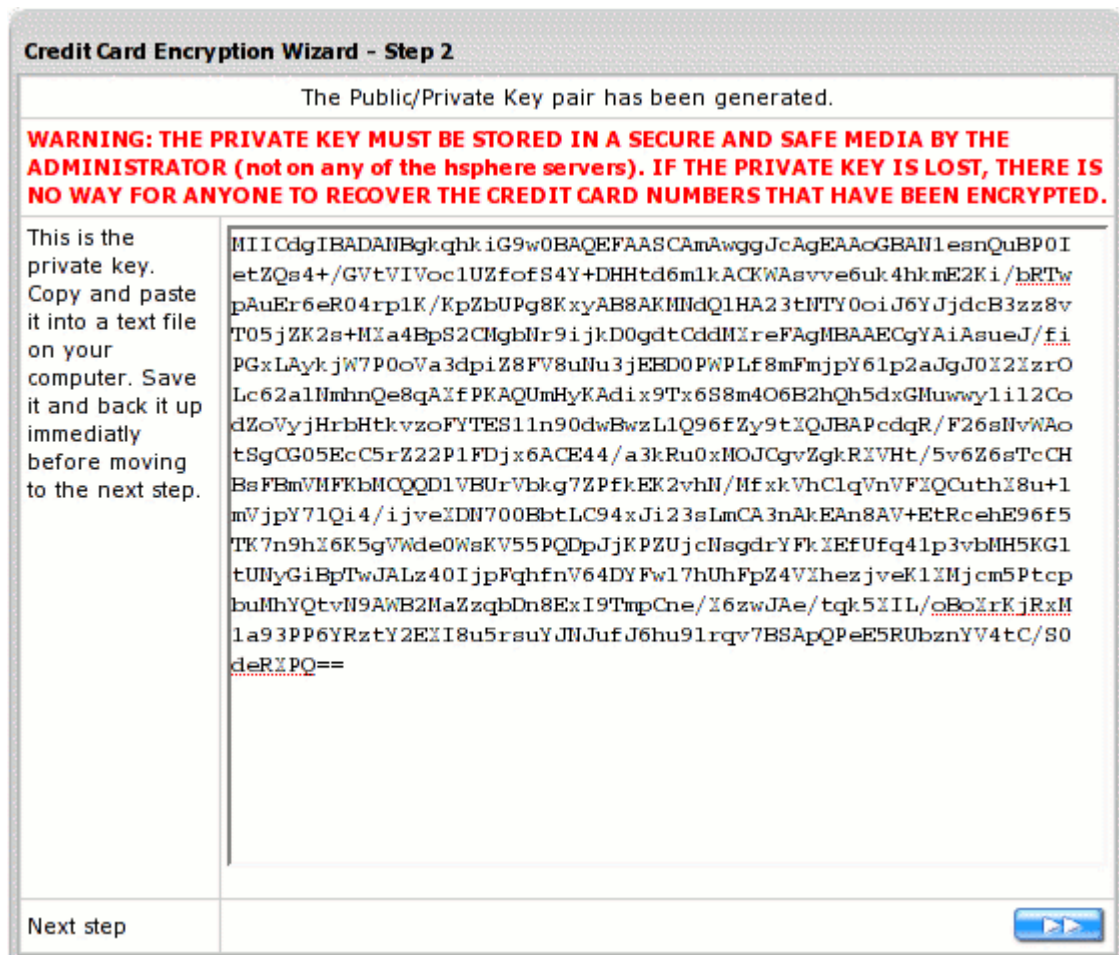 Credit Card Encryption Wizard - Step 2
The Public/Private Key pair has been generated.
WARNING: THE PRIVATE KEY MUST BE STORED IN A SECURE AND SAFE MEDIA BY THE
ADMINISTRATOR (not on any of the hsphere servers). IF THE PRIVATE KEY IS LOST, THERE IS
NO WAY FOR ANYONE TO RECOVER THE CREDIT CARD NUMBERS THAT HAVE BEEN ENCRYPTED.
This is the
private key.
Copy and paste
it into a text file
on your
computer. Save
it and back it up
immediatly
before moving
to the next step.
MIICdgIBADANBgkqhkiG9w0BAQEFAASCAmAwggJcAgEAAoGBAN1esnQuBP0I
etZQs4+/GVtVIVoc1UZfofS4Y+DHHtd6m1kACKWAsvve6uk4hkmE2Ki/bRTw
pAuEr6eR04rp1K/KpZbUPg8KxyAB8AKMNdQ1HA23tNTY0oiJ6YJjdcB3zz8v
T05jZK2s+MXa4BpS2CMgbNr9ijkD0gdtCddMXreFAgMBAAECgYAiAsueJ/fi
PGxLAykjW7P0oVa3dpiZ8FV8uNu3jEBD0PWPLf8mFmjpY61p2aJgJ0X2XzrO
Lc62alNmhnQe8qAXfPKAQUmHyKAdix9Tx6S8m4O6B2hQh5dxGMuwwylil2Co
dZoVyjHrbHtkvzoFYTES11n90dwBwzL1Q96fZy9tXQJBAPcdqR/F26sNvWAo
tSgCG05EcC5rZ22P1FDjx6ACE44/a3kRu0xMOJCgvZgkRXVHt/5v6Z6sTcCH
BsFBmVMFKbMCQQD1VBUrVbkg7ZPfkEK2vhN/MfxkVhClqVnVFXQCuthX8u+1
mVjpY7lQi4/ijveXDN700BbtLC94xJi23sLmCA3nAkEAn8AV+EtRcehE96f5
TK7n9hX6K5gVWde0WsKV55PQDpJjKPZUjcNsgdrYFkXEfUfq41p3vbMH5KGl
tUNyGiBpTwJALz40IjpFqhfnV64DYFwl7hUhFpZ4VXhezjveK1XMjcm5Ptcp
buMhYQtvN9AWB2MaZzqbDn8ExI9TmpCne/X6zwJAe/tqk5XIL/oBoXrKjRxM
1a93PP6YRztY2EXI8u5rsuYJNJufJ6hu9lrqv7BSApQPeE5RUbznYV4tC/S0
deRXPQ==
Next step